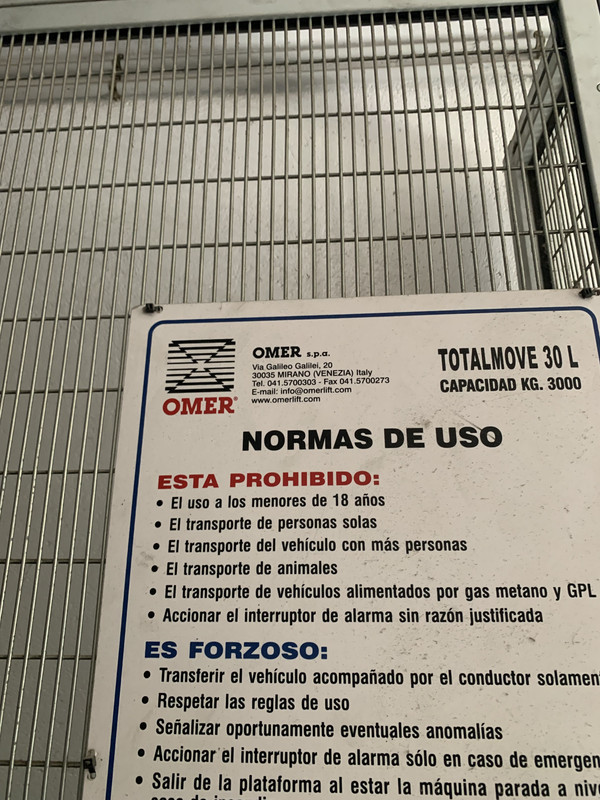 OMER s.p.a.
Via Galileo Galilei, 20
30035 MIRANO (VENEZIA) Italy
Tel. 041.5700303 - Fax 041.5700273
E-mail: info@omerlift.com
www.omerlift.com
OMER®
TOTALMOVE 30 L
CAPACIDAD KG. 3000
NORMAS DE USO
ESTA PROHIBIDO:
• El uso a los menores de 18 años
• El transporte de personas solas
• El transporte del vehículo con más personas
• El transporte de animales
• El transporte de vehículos alimentados por gas metano y GPL
• Accionar el interruptor de alarma sin razón justificada
ES FORZOSO:
• Transferir el vehículo acompañado por el conductor solamen
• Respetar las reglas de uso
• Señalizar oportunamente eventuales anomalías
• Accionar el interruptor de alarma sólo en caso de emergen
• Salir de la plataforma al estar la máquina parada a nive